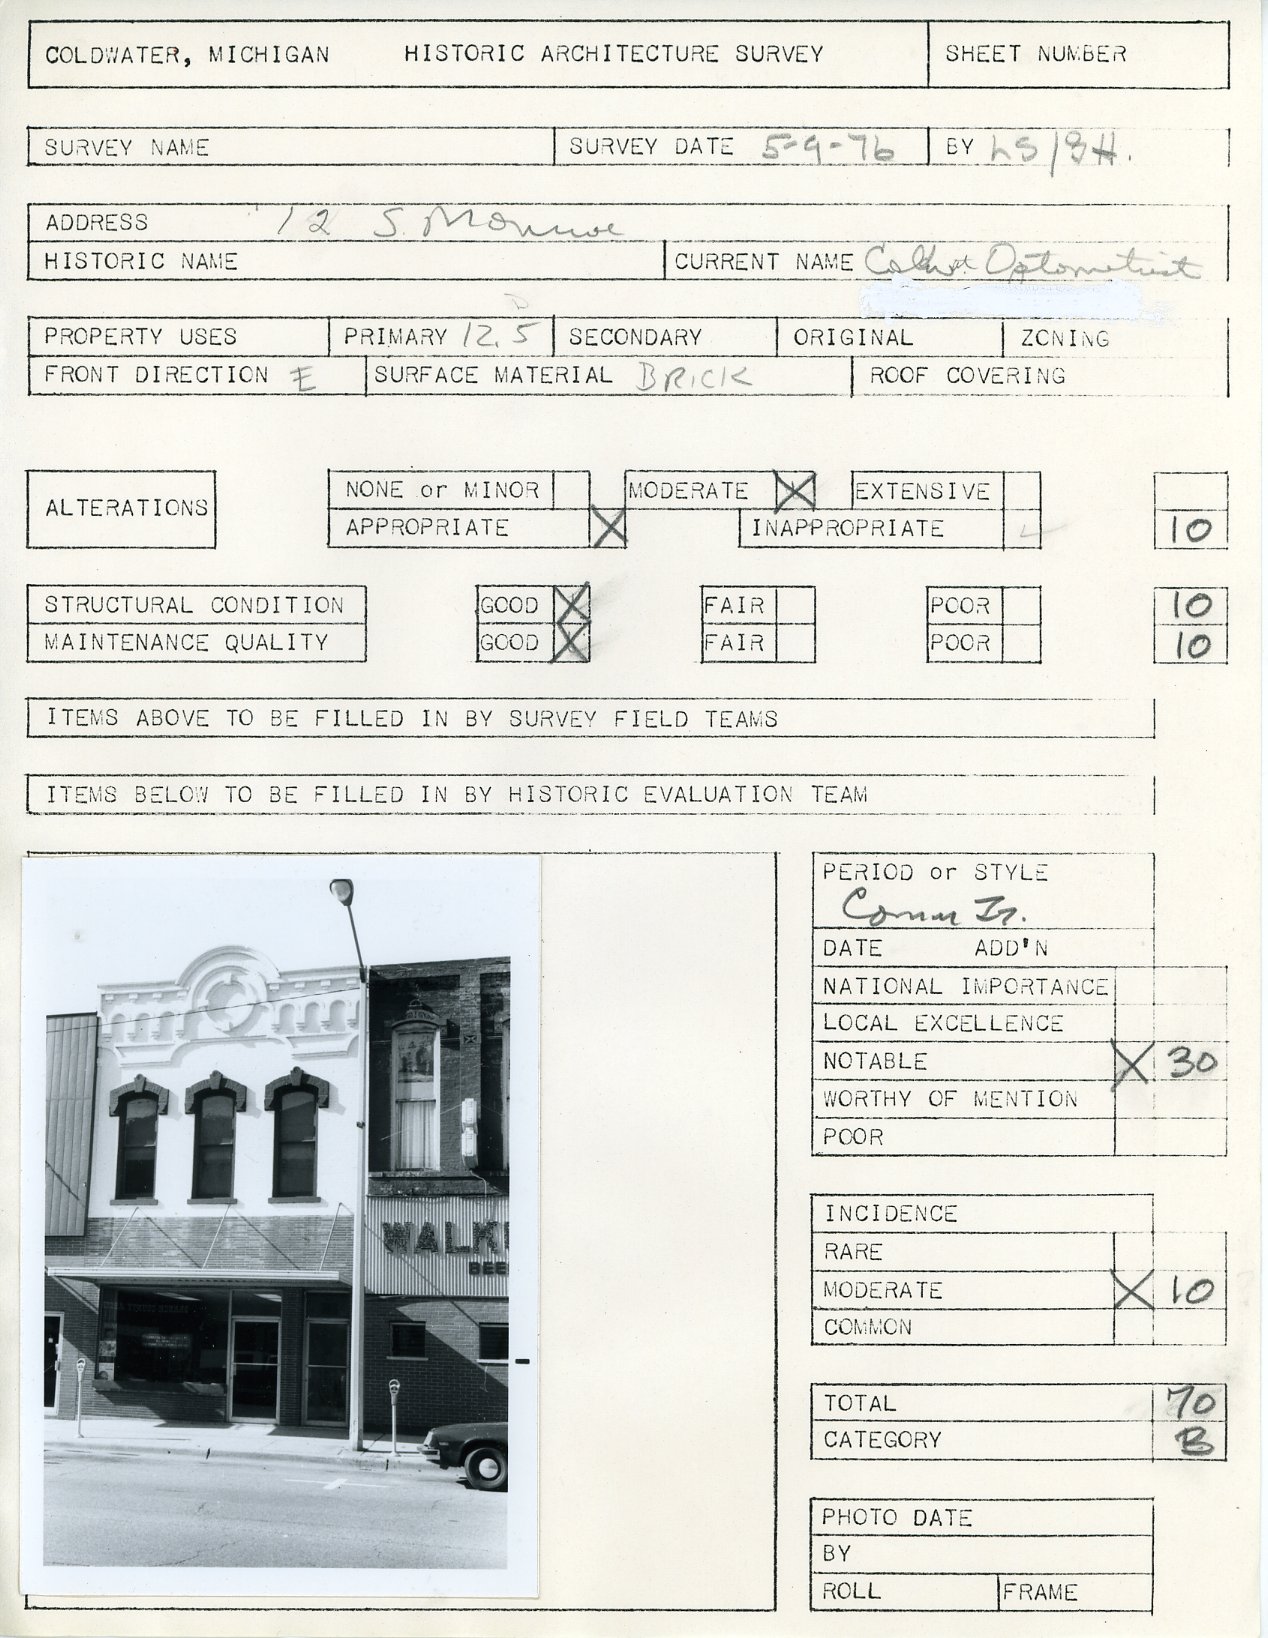 COLDWATER, MICHIGAN HISTORIC ARCHITECTURE SURVEY SHEET NUMBER
SURVEY NAME SURVEY DATE 5-9-76 BY LS/BH.
ADDRESS 12 S. Monroe
HISTORIC NAME CURRENT NAME Optometrist
PROPERTY USES PRIMARY 12.5 SECONDARY ORIGINAL ZONING
FRONT DIRECTION E SURFACE MATERIAL BRICK ROOF COVERING
ALTERATIONS NONE or MINOR MODERATE X EXTENSIVE
APPROPRIATE X INAPPROPRIATE 10
STRUCTURAL CONDITION GOOD X FAIR POOR 10
MAINTENANCE QUALITY GOOD X FAIR POOR 10
ITEMS ABOVE TO BE FILLED IN BY SURVEY FIELD TEAMS
ITEMS BELOW TO BE FILLED IN BY HISTORIC EVALUATION TEAM
WALK
BEE
PERIOD or STYLE
Comm It.
DATE ADD'N
NATIONAL IMPORTANCE
LOCAL EXCELLENCE
NOTABLE X 30
WORTHY OF MENTION
POOR
INCIDENCE
RARE
MODERATE X 10
COMMON
TOTAL 70
CATEGORY B
PHOTO DATE
BY
ROLL FRAME